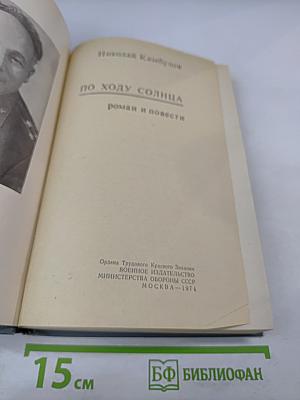 Николай Камбулов
ПО ХОДУ СОЛНЦА
роман и повести
Ордена Трудового Красного Знамени
ВОЕННОЕ ИЗДАТЕЛЬСТВО
МИНИСТЕРСТВА ОБОРОНЫ СССР
МОСКВА—1974
15 см
БФ БИБЛИОФАН